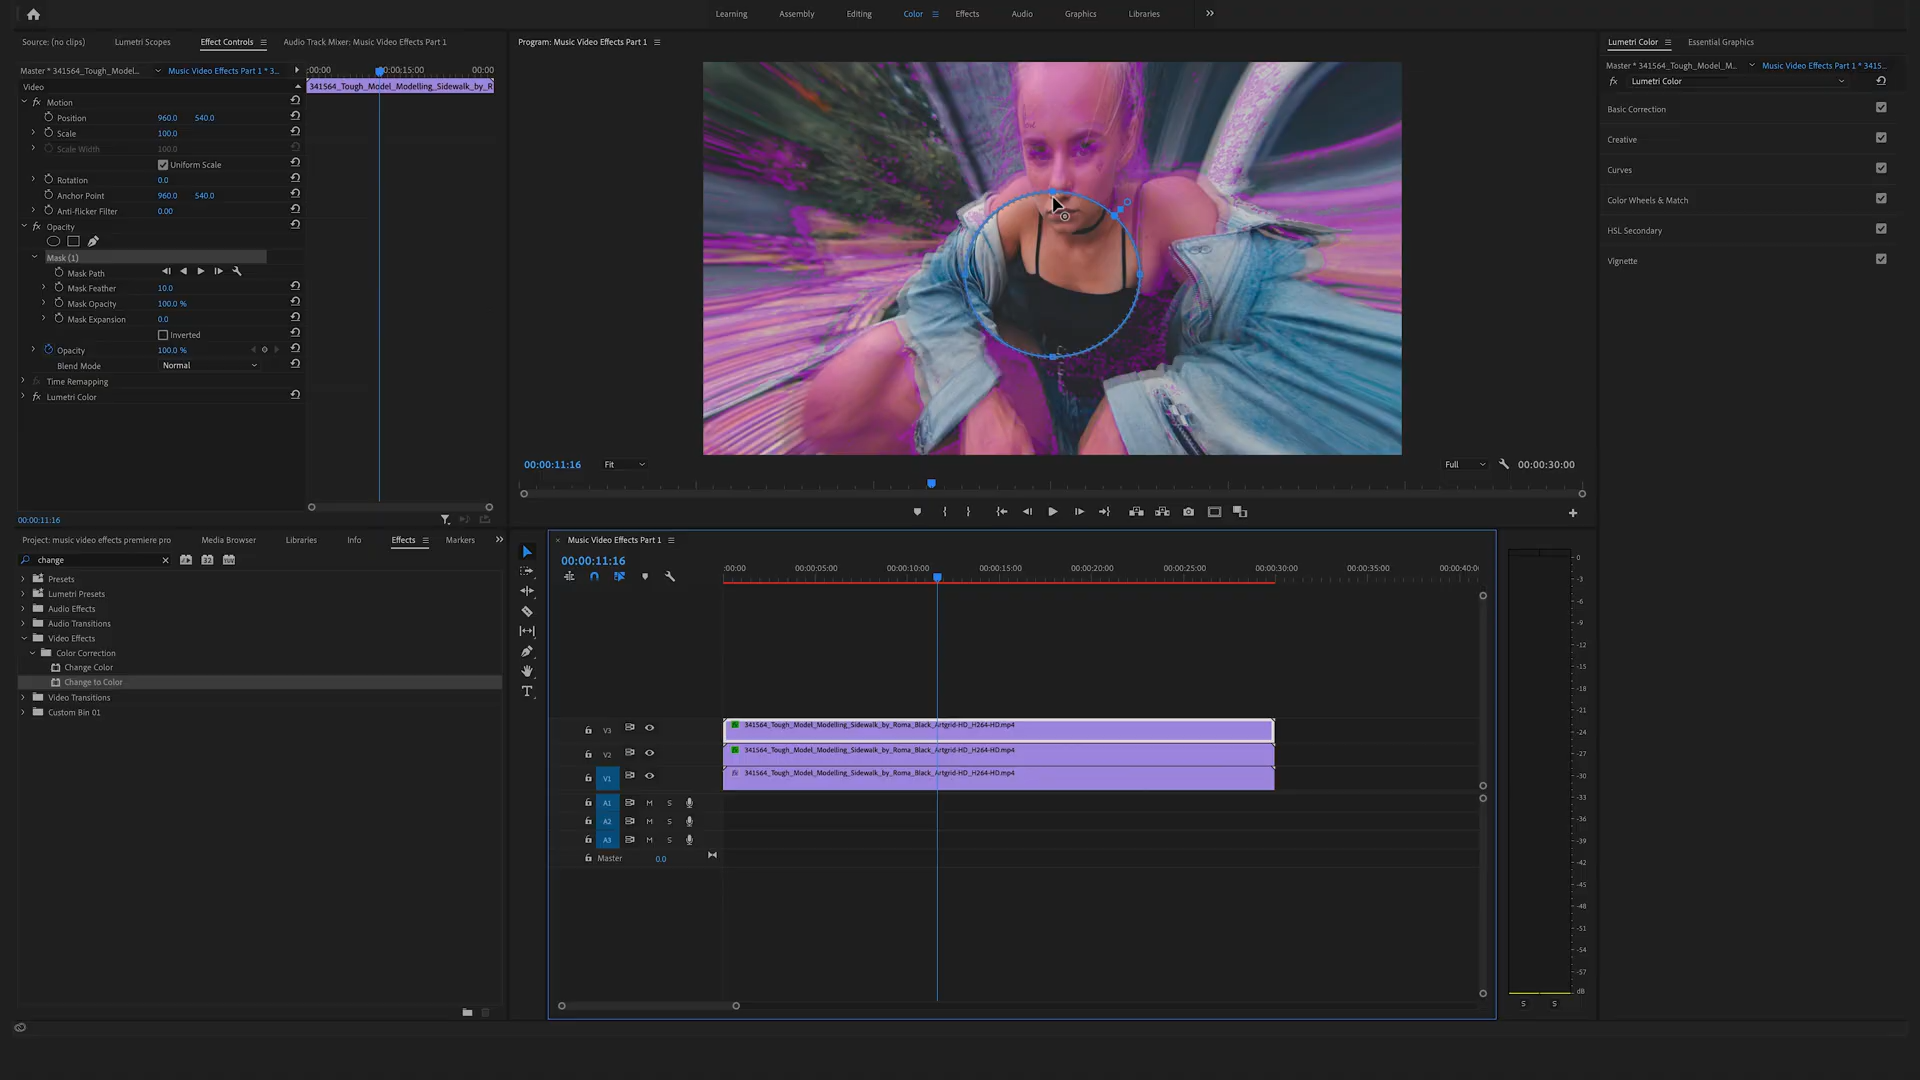 Learning Assembly Editing Color Effects Audio Graphics Libraries
Source: (no clips) Lumetri Scopes Effect Controls Audio Track Mixer: Music Video Effects Part 1
Program: Music Video Effects Part 1
Lumetri Color Essential Graphics
Master * 341564_Tough_Model... Music Video Effects Part 1 * 3...
:00:00 00:00:15:00 00:00
Video
341564_Tough_Model_Modelling_Sidewalk_by_R
Motion
Position 960.0 540.0
Scale 100.0
Scale Width 100.0
Uniform Scale
Rotation 0.0
Anchor Point 960.0 540.0
Anti-flicker Filter 0.00
Opacity
Mask (1)
Mask Path
Mask Feather 10.0
Mask Opacity 100.0 %
Mask Expansion 0.0
Inverted
Opacity 100.0 %
Blend Mode Normal
Time Remapping
Lumetri Color
00:00:11:16
00:00:11:16 Fit Full 00:00:30:00
Master * 341564_Tough_Model_M... Music Video Effects Part 1 * 3415...
fx Lumetri Color
Basic Correction
Creative
Curves
Color Wheels & Match
HSL Secondary
Vignette
Project: music video effects premiere pro Media Browser Libraries Info Effects Markers
change
Presets
Lumetri Presets
Audio Effects
Audio Transitions
Video Effects
Color Correction
Change Color
Change to Color
Video Transitions
Custom Bin 01
Music Video Effects Part 1
00:00:11:16
:00:00 00:00:05:00 00:00:10:00 00:00:15:00 00:00:20:00 00:00:25:00 00:00:30:00 00:00:35:00 00:00:40:0
V3 341564_Tough_Model_Modelling_Sidewalk_by_Roma_Black_Artgrid-HD_H264-HD.mp4
V2 341564_Tough_Model_Modelling_Sidewalk_by_Roma_Black_Artgrid-HD_H264-HD.mp4
V1 341564_Tough_Model_Modelling_Sidewalk_by_Roma_Black_Artgrid-HD_H264-HD.mp4
A1 M S
A2 M S
A3 M S
Master 0.0
0
-3
-6
-9
-12
-15
-18
-21
-24
-27
-30
-33
-36
-39
-42
-45
-48
-51
-54
-57
dB
S S